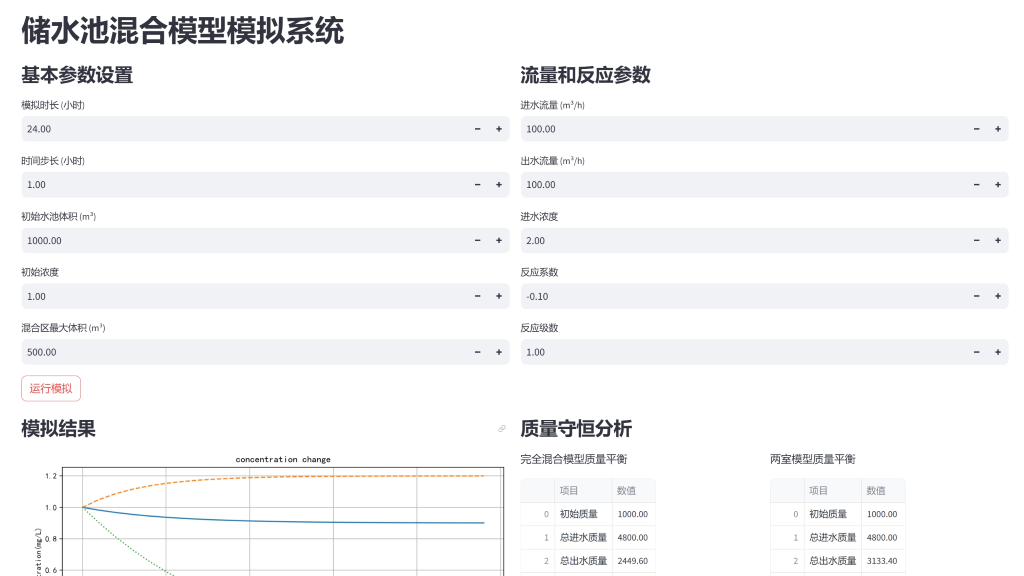 储水池混合模型模拟系统
基本参数设置
模拟时长 (小时)
24.00
时间步长 (小时)
1.00
初始水池体积 (m³)
1000.00
初始浓度
1.00
混合区最大体积 (m³)
500.00
运行模拟
流量和反应参数
进水流量 (m³/h)
100.00
出水流量 (m³/h)
100.00
进水浓度
2.00
反应系数
-0.10
反应级数
1.00
模拟结果
concentration change
1.2
1.0
0.8
0.6
质量守恒分析
完全混合模型质量平衡
项目 数值
0 初始质量 1000.00
1 总进水质量 4800.00
2 总出水质量 2449.60
两室模型质量平衡
项目 数值
0 初始质量 1000.00
1 总进水质量 4800.00
2 总出水质量 3133.40